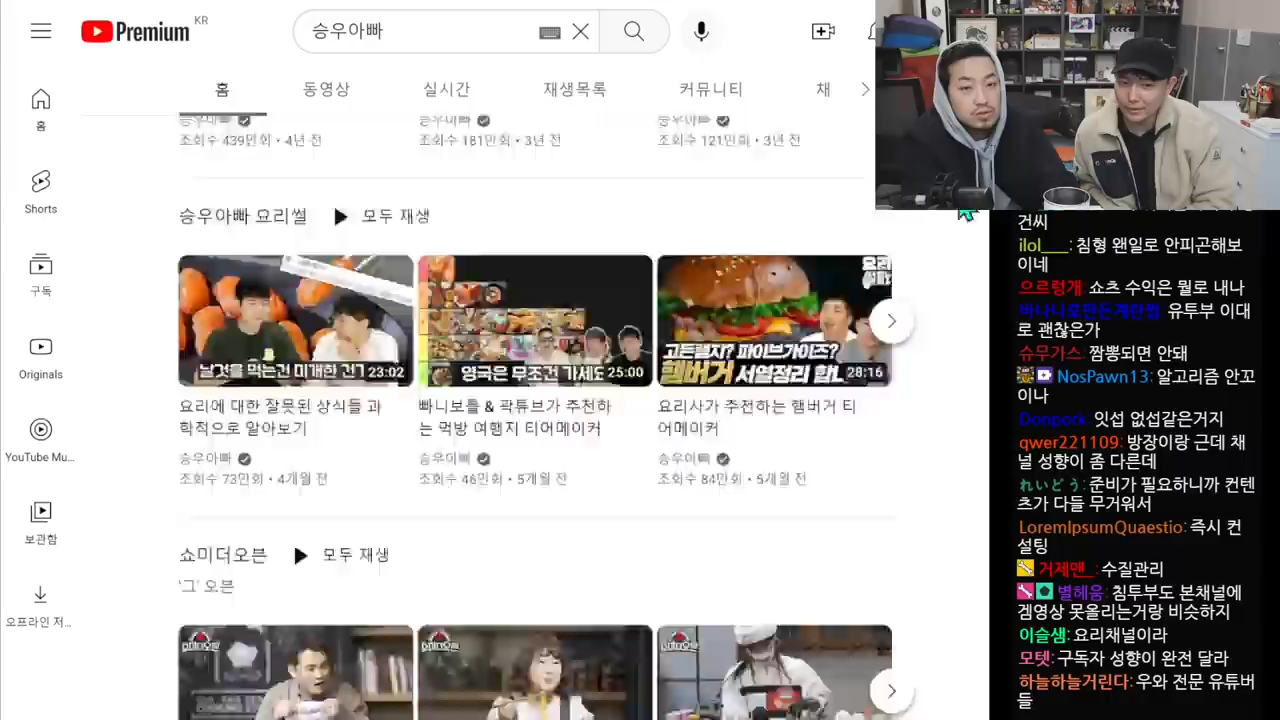 Premium KR
승우아빠
홈 동영상 실시간 재생목록 커뮤니티 채
홈
Shorts
구독
Originals
YouTube Mu...
보관함
오프라인 저...
조회수 439만회 • 4년 전
조회수 181만회 • 3년 전
조회수 121만회 • 3년 전
승우아빠 요리썰 모두 재생
날것을 먹는건 미개한
23:02
영국은 무조건 가세요
25:00
고든램지? 파이브가이즈?
햄버거 서열정리 합니
28:16
요리에 대한 잘못된 상식들 과
학적으로 알아보기
승우아빠
조회수 73만회 • 4개월 전
빠니보틀 & 곽튜브가 추천하
는 먹방 여행지 티어메이커
승우아빠
조회수 46만회 • 5개월 전
요리사가 추천하는 햄버거 티
어메이커
승우아빠
조회수 84만회 • 5개월 전
쇼미더오븐 모두 재생
'그' 오븐
건씨
ilol___: 침형 왠일로 안피곤해보
이네
으르렁개: 쇼츠 수익은 뭘로 내나
바나나로만든계란찜: 유투부 이대
로 괜찮은가
슈무가스: 짬뽕되면 안돼
NosPawn13: 알고리즘 안꼬
이나
Donpork: 잇섭 없섭같은거지
qwer221109: 방장이랑 근데 채
널 성향이 좀 다른데
れいどう: 준비가 필요하니까 컨텐
츠가 다들 무거워서
LoremIpsumQuaestio: 즉시 컨
설팅
거제맨_: 수질관리
별헤움: 침투부도 본채널에
겜영상 못올리는거랑 비슷하지
이슬샘: 요리채널이라
모텟: 구독자 성향이 완전 달라
하늘하늘거린다: 우와 전문 유튜버
들